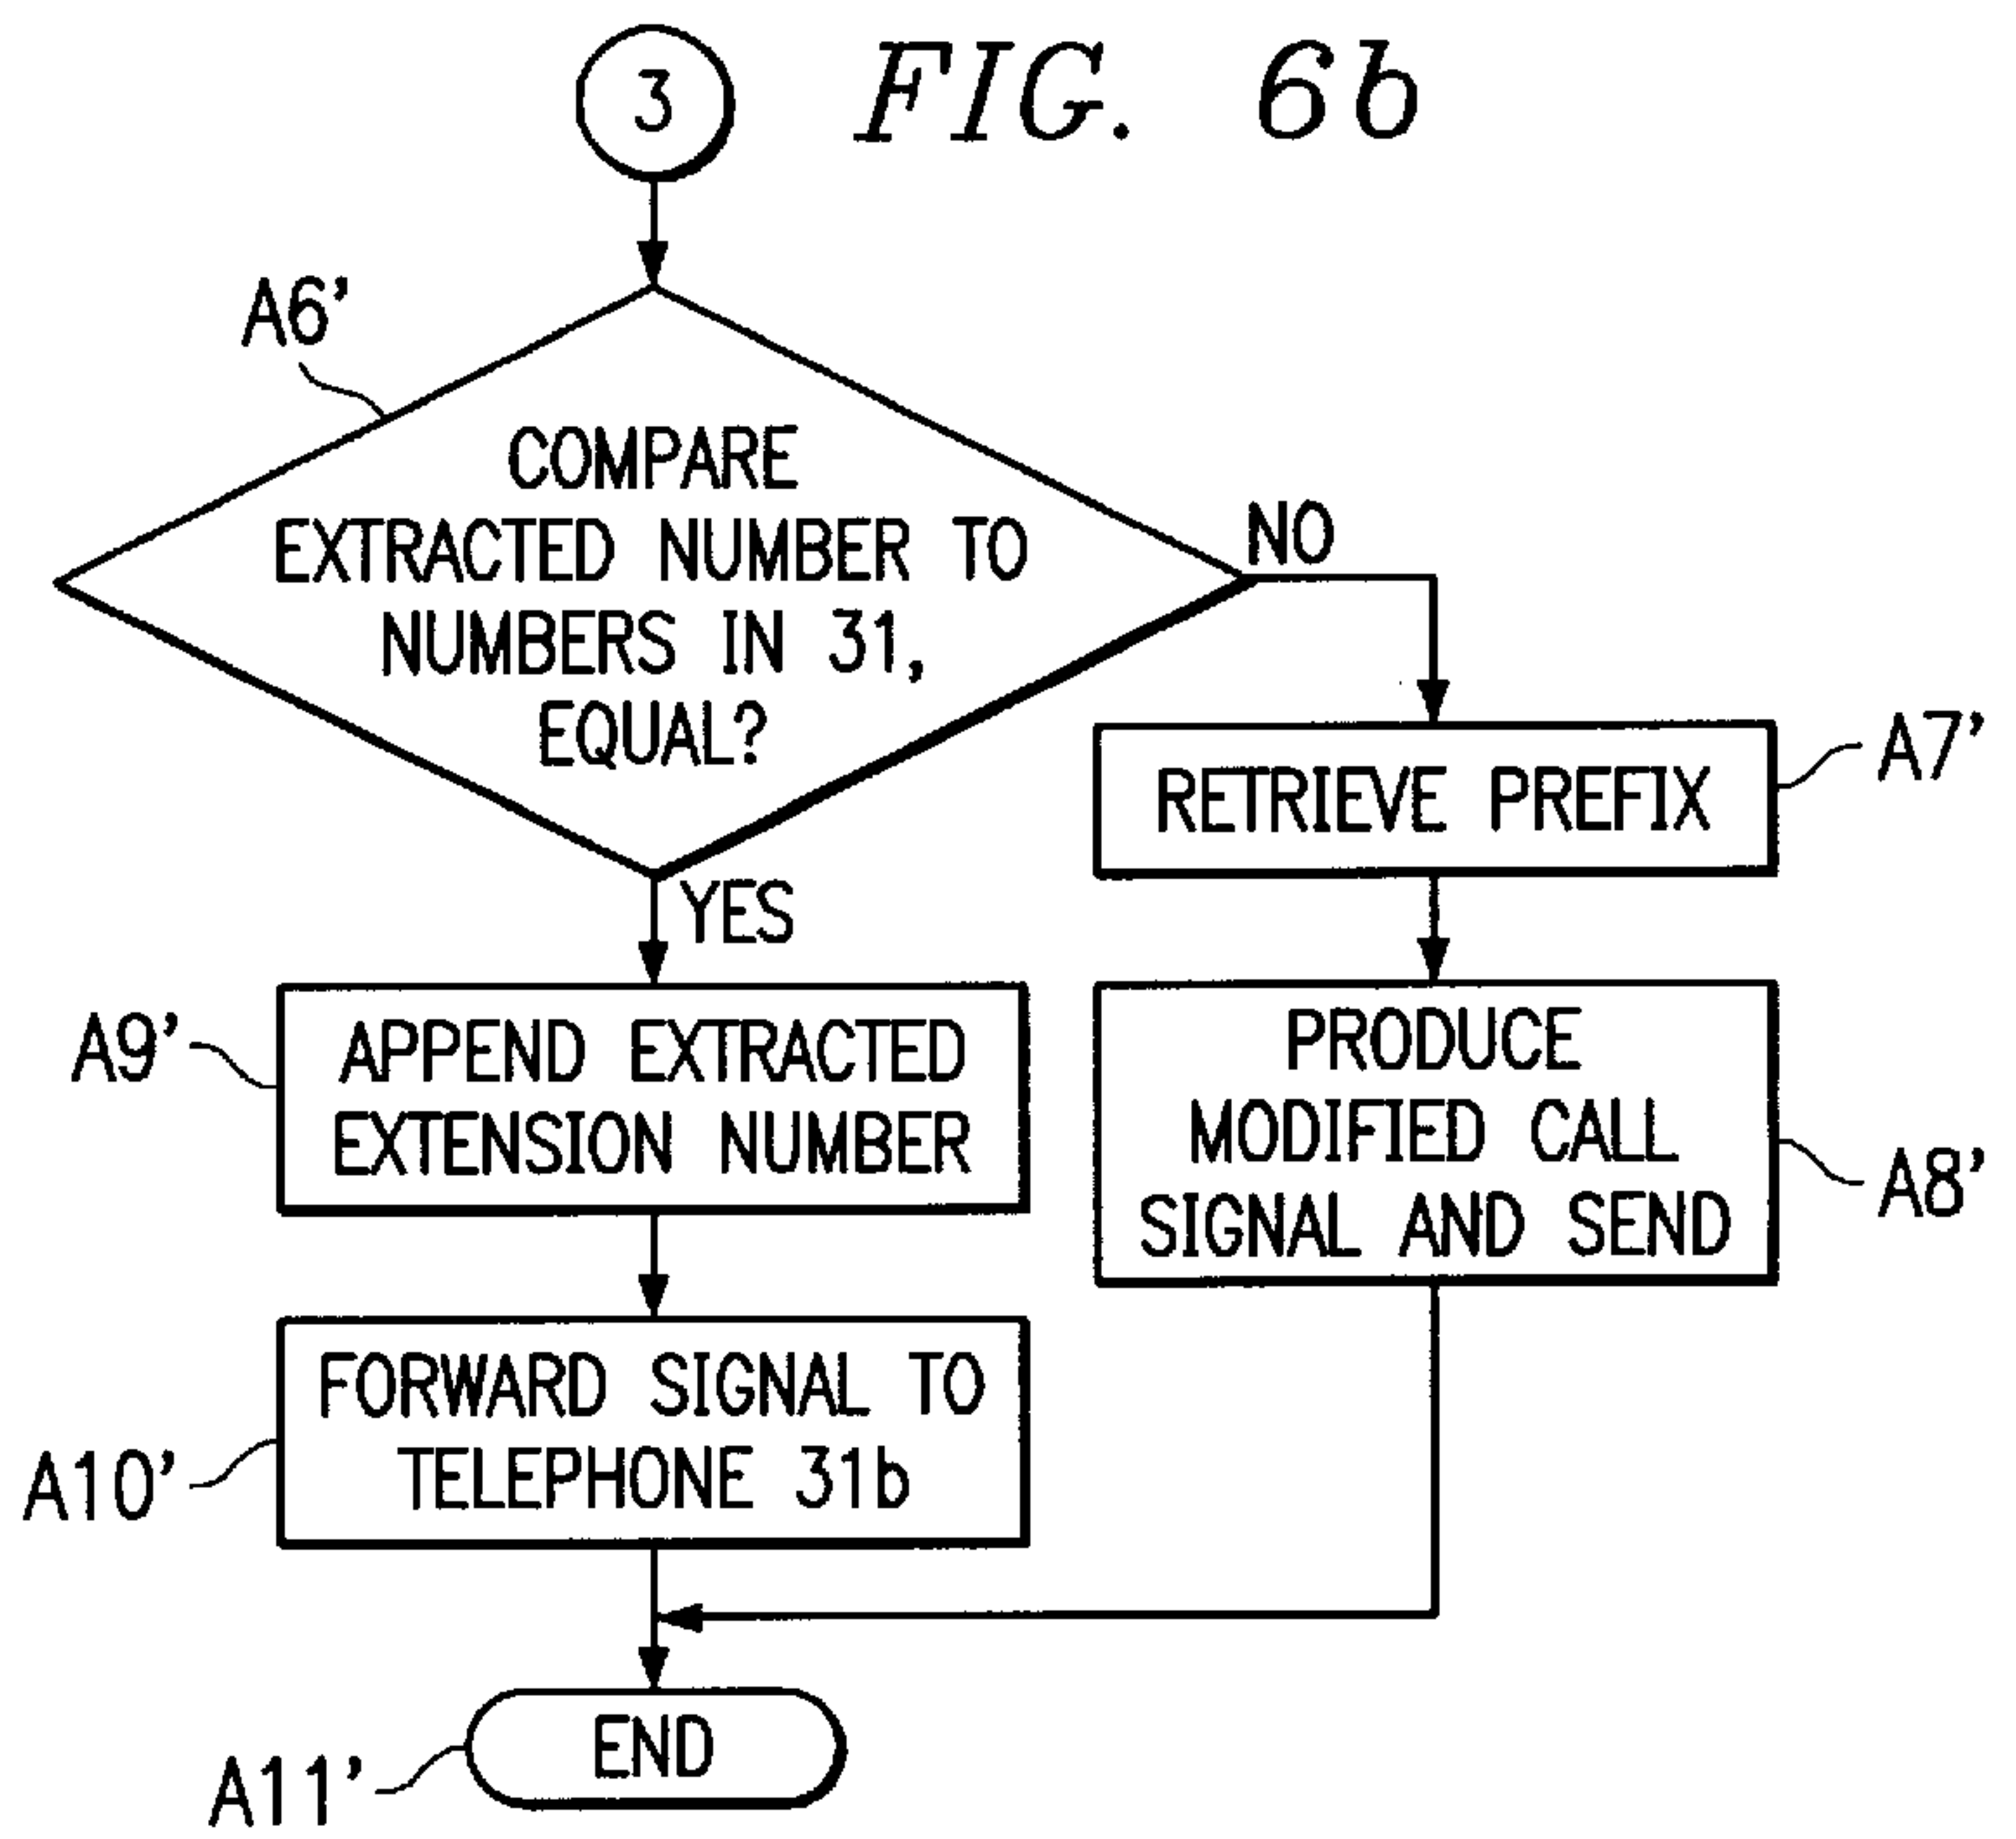 3
FIG. 6b
A6'
COMPARE
EXTRACTED NUMBER TO
NUMBERS IN 31,
EQUAL?
NO
YES
RETRIEVE PREFIX
A7'
PRODUCE
MODIFIED CALL
SIGNAL AND SEND
A8'
A9'
APPEND EXTRACTED
EXTENSION NUMBER
FORWARD SIGNAL TO
TELEPHONE 31b
A10'
END
A11'